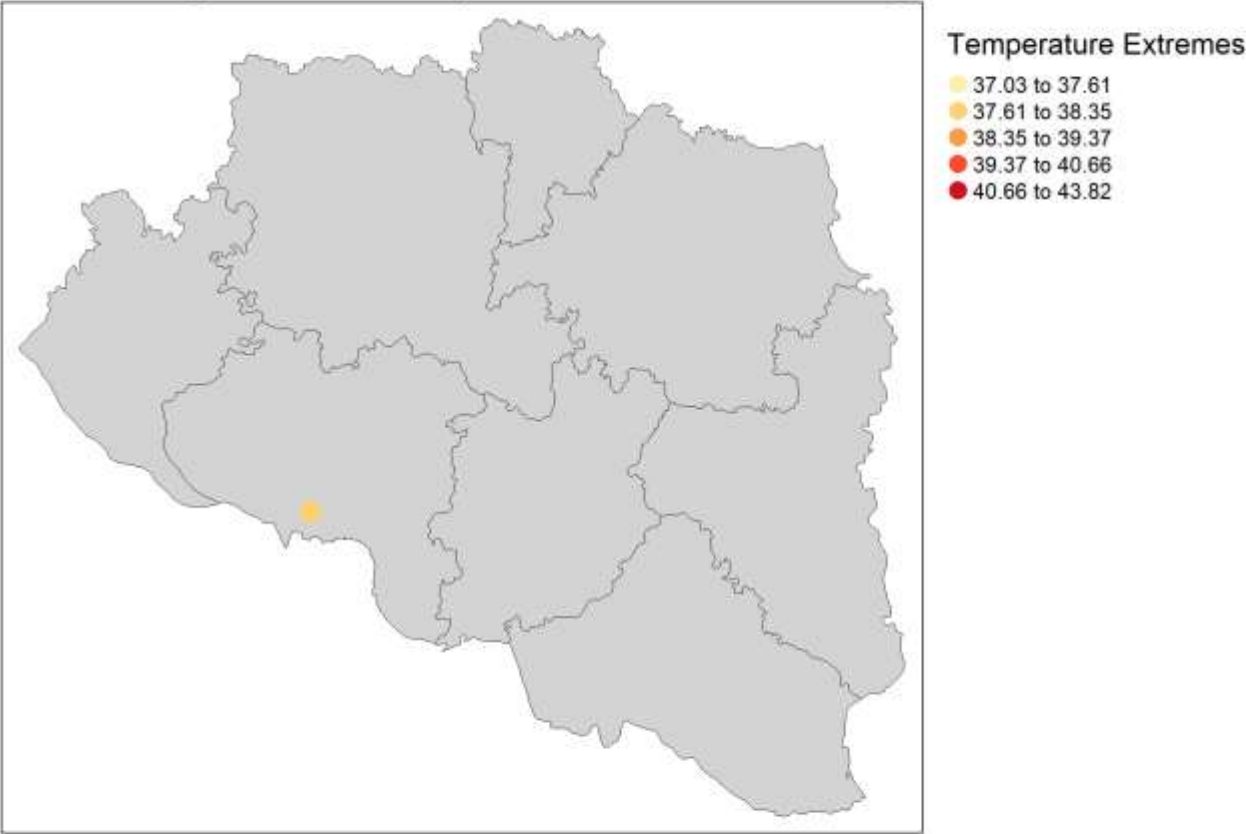 Temperature Extremes
37.03 to 37.61
37.61 to 38.35
38.35 to 39.37
39.37 to 40.66
40.66 to 43.82